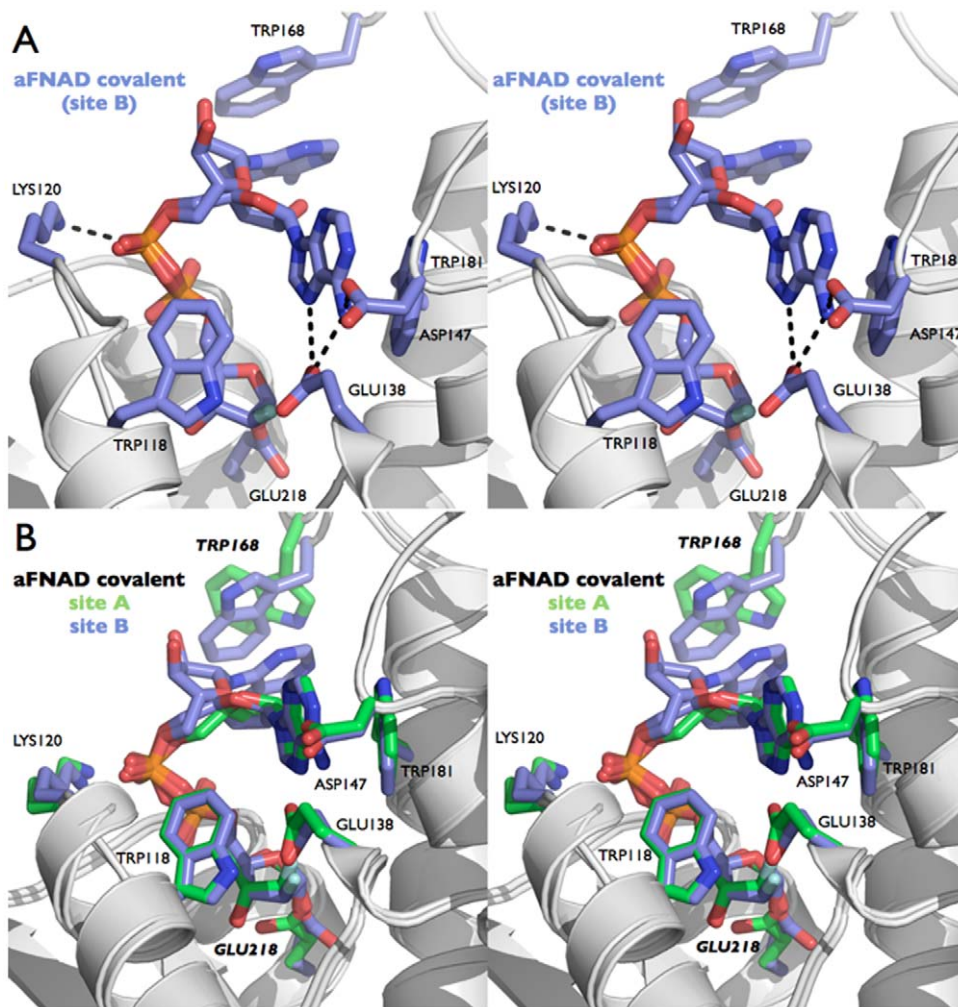 A
TRP168
aFNAD covalent
(site B)
LYS120
TRP181
ASP147
GLU138
TRP118
GLU218
TRP168
aFNAD covalent
(site B)
LYS120
TRP18
ASP147
GLU138
TRP118
GLU218
B
TRP168
aFNAD covalent
site A
site B
LYS120
ASP147
TRP181
GLU138
TRP118
GLU218
TRP168
aFNAD covalent
site A
site B
LYS120
ASP147
TRP181
GLU138
TRP118
GLU218